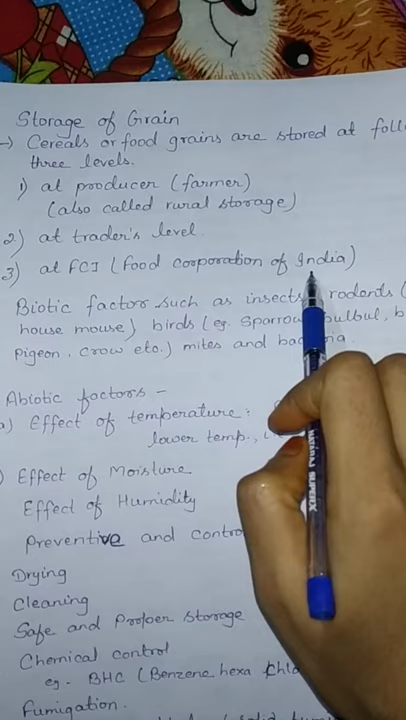 Storage of Grain
→ Cereals or food grains are stored at
three levels.
1) at producer (farmer)
(also called rural storage)
2.) at trader's level
3) at FCI (Food corporation of India)
Biotic factors such as insects rodents (
house mouse) birds (eg. Sparrow bulbul, b
pigeon, crow etc.) mites and
Abiotic factors -
a) Effect of temperature:
lower temp.,
) Effect of Moisture
Effect of Humidity
Preventive and
Drying
Cleaning
Safe and Proper storage
Chemical control
eg - BHC (Benzene hexa
Fumigation.
NATARAJ SUPERX